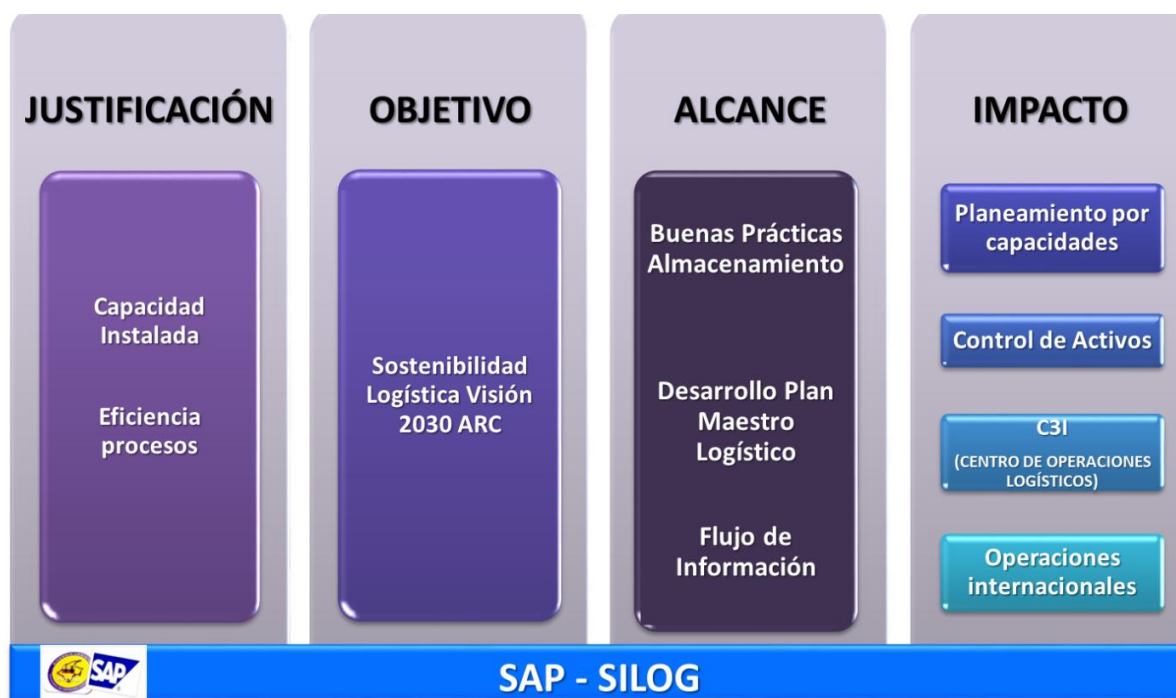 JUSTIFICACIÓN
Capacidad
Instalada
Eficiencia
procesos
OBJETIVO
Sostenibilidad
Logística Visión
2030 ARC
ALCANCE
Buenas Prácticas
Almacenamiento
Desarrollo Plan
Maestro
Logístico
Flujo de
Información
IMPACTO
Planeamiento por
capacidades
Control de Activos
C3I
(CENTRO DE OPERACIONES
LOGÍSTICOS)
Operaciones
internacionales
SAP
SAP - SILOG